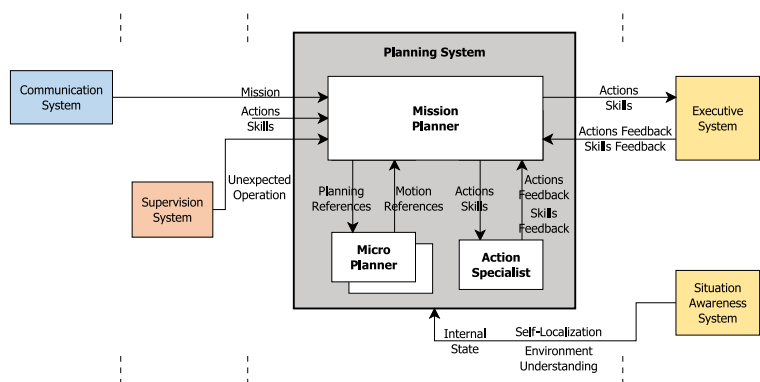 Planning System
Communication
System
Mission
Actions
Skills
Mission
Planner
Actions
Skills
Executive
System
Actions Feedback
Skills Feedback
Supervision
System
Unexpected
Operation
Planning
References
Motion
References
Actions
Skills
Actions
Feedback
Skills
Feedback
Micro
Planner
Action
Specialist
Situation
Awareness
System
Internal
State
Self-Localization
Environment
Understanding